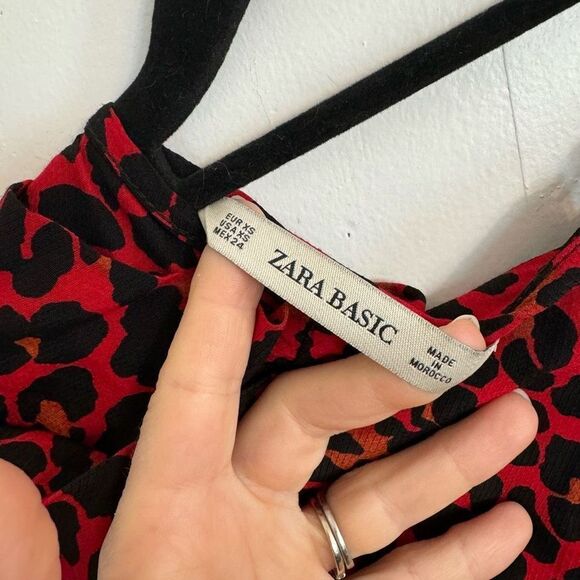 EUR XS
USA XS
MEX 24
ZARA BASIC
MADE
IN
MOROCCO